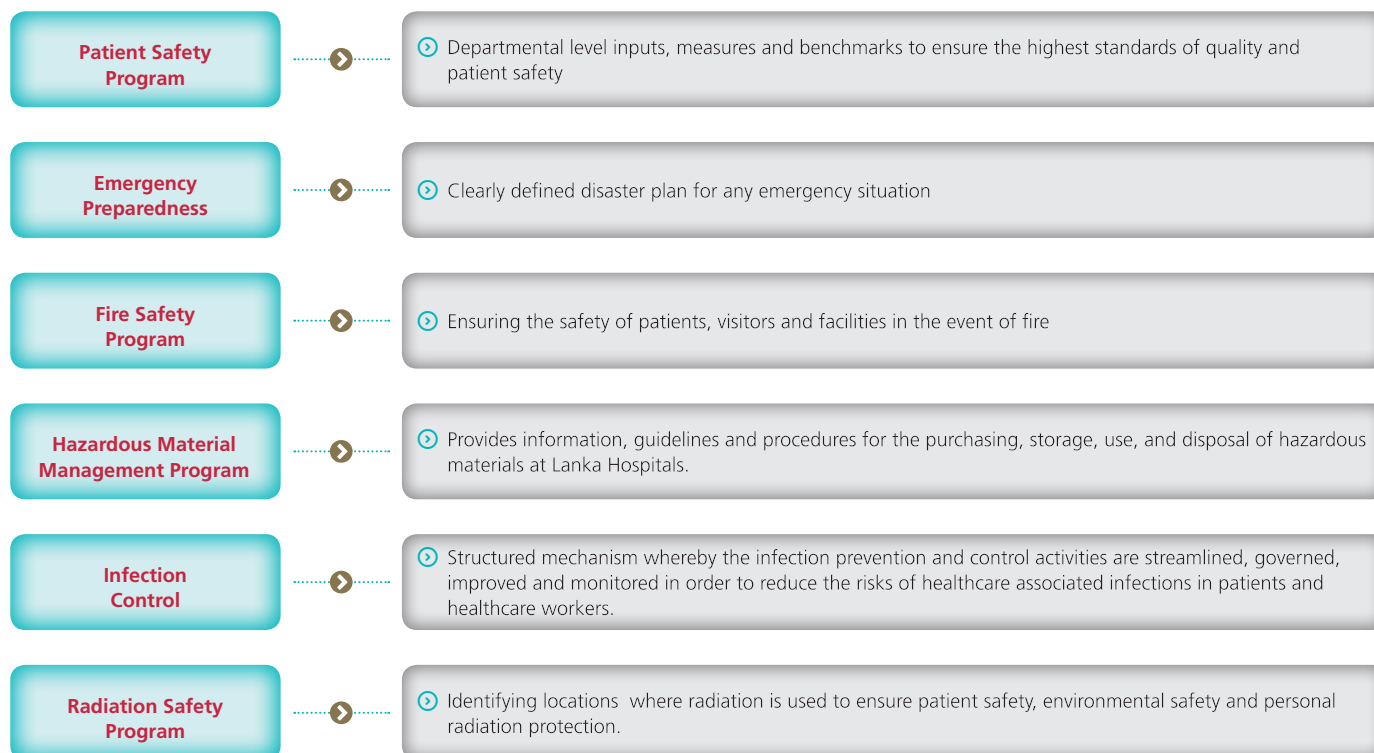 Patient Safety
Program
Departmental level inputs, measures and benchmarks to ensure the highest standards of quality and
patient safety
Emergency
Preparedness
Clearly defined disaster plan for any emergency situation
Fire Safety
Program
Ensuring the safety of patients, visitors and facilities in the event of fire
Hazardous Material
Management Program
Provides information, guidelines and procedures for the purchasing, storage, use, and disposal of hazardous
materials at Lanka Hospitals.
Infection
Control
Structured mechanism whereby the infection prevention and control activities are streamlined, governed,
improved and monitored in order to reduce the risks of healthcare associated infections in patients and
healthcare workers.
Radiation Safety
Program
Identifying locations  where radiation is used to ensure patient safety, environmental safety and personal
radiation protection.